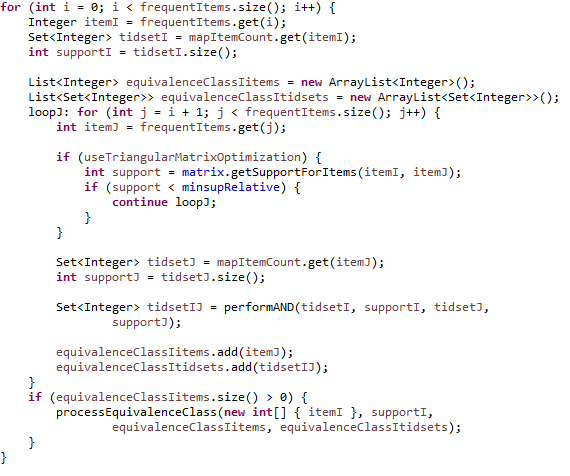 for (int i = 0; i < frequentItems.size(); i++) {
    Integer itemI = frequentItems.get(i);
    Set<Integer> tidsetI = mapItemCount.get(itemI);
    int supportI = tidsetI.size();

    List<Integer> equivalenceClassIitems = new ArrayList<Integer>();
    List<Set<Integer>> equivalenceClassItidsets = new ArrayList<Set<Integer>>();
    loopJ: for (int j = i + 1; j < frequentItems.size(); j++) {
        int itemJ = frequentItems.get(j);

        if (useTriangularMatrixOptimization) {
            int support = matrix.getSupportForItems(itemI, itemJ);
            if (support < minsupRelative) {
                continue loopJ;
            }
        }

        Set<Integer> tidsetJ = mapItemCount.get(itemJ);
        int supportJ = tidsetJ.size();

        Set<Integer> tidsetIJ = performAND(tidsetI, supportI, tidsetJ,
                supportJ);

        equivalenceClassIitems.add(itemJ);
        equivalenceClassItidsets.add(tidsetIJ);
    }
    if (equivalenceClassIitems.size() > 0) {
        processEquivalenceClass(new int[] { itemI }, supportI,
                equivalenceClassIitems, equivalenceClassItidsets);
    }
}